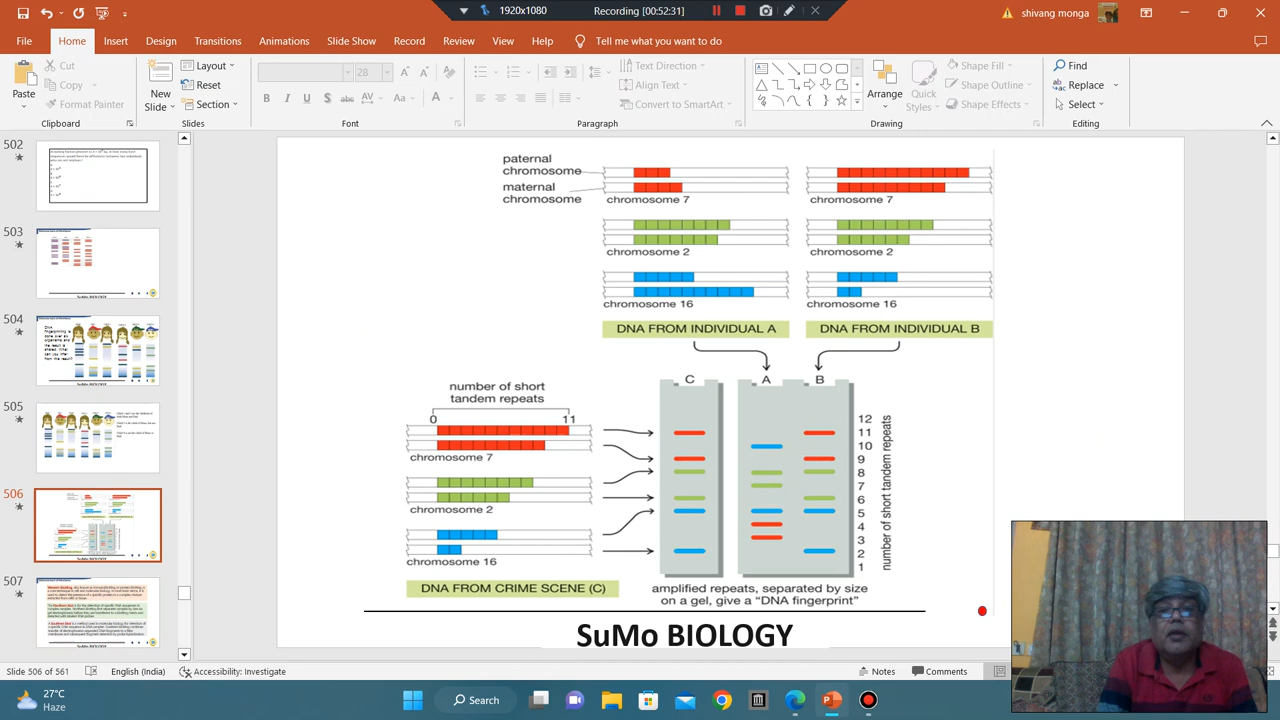 1920x1080
Recording [00:52:31]
shivang monga
File Home Insert Design Transitions Animations Slide Show Record Review View Help Tell me what you want to do
Paste
Cut
Copy
Format Painter
Clipboard
New Slide
Layout
Reset
Section
Slides
28
Font
Text Direction
Align Text
Convert to SmartArt
Paragraph
Arrange
Quick Styles
Shape Fill
Shape Outline
Shape Effects
Drawing
Find
Replace
Select
Editing
502
503
504
505
506
507
SuMo BIOLOGY
paternal
chromosome
maternal
chromosome
chromosome 7
chromosome 2
chromosome 16
DNA FROM INDIVIDUAL A
chromosome 7
chromosome 2
chromosome 16
DNA FROM INDIVIDUAL B
number of short
tandem repeats
0 11
chromosome 7
chromosome 2
chromosome 16
DNA FROM CRIME SCENE (C)
C A B
12
11
10
9
8
7
6
5
4
3
2
1
number of short tandem repeats
amplified repeats, separated by size
on a gel, give a "DNA fingerprint"
SuMo BIOLOGY
Slide 506 of 561 English (India) Accessibility: Investigate Notes Comments
27°C
Haze
Search